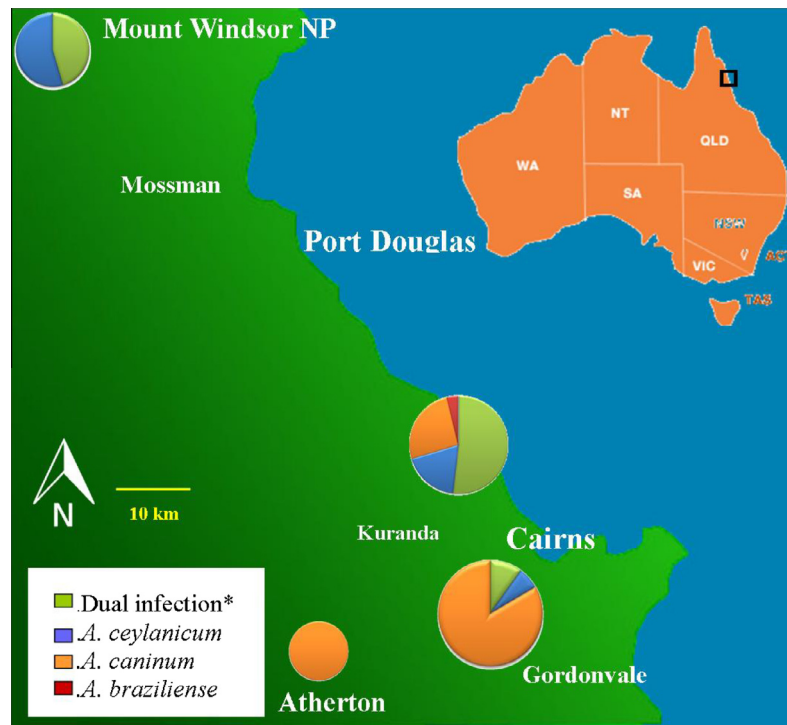 Mount Windsor NP
Mossman
Port Douglas
WA
NT
QLD
SA
NSW
ACT
VIC
TAS
N
10 km
Kuranda
Cairns
Gordonvale
Atherton
.Dual infection*
.A. ceylanicum
.A. caninum
.A. braziliense